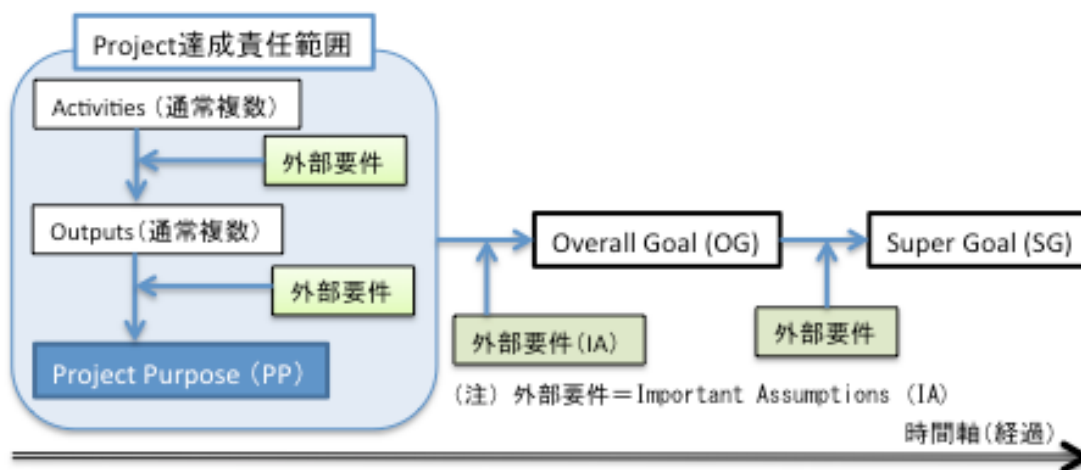 Project達成責任範囲
Activities（通常複数）
外部要件
Outputs（通常複数）
外部要件
Project Purpose（PP）
Overall Goal (OG)
Super Goal (SG)
外部要件(IA)
外部要件
（注）外部要件＝Important Assumptions (IA)
時間軸(経過)